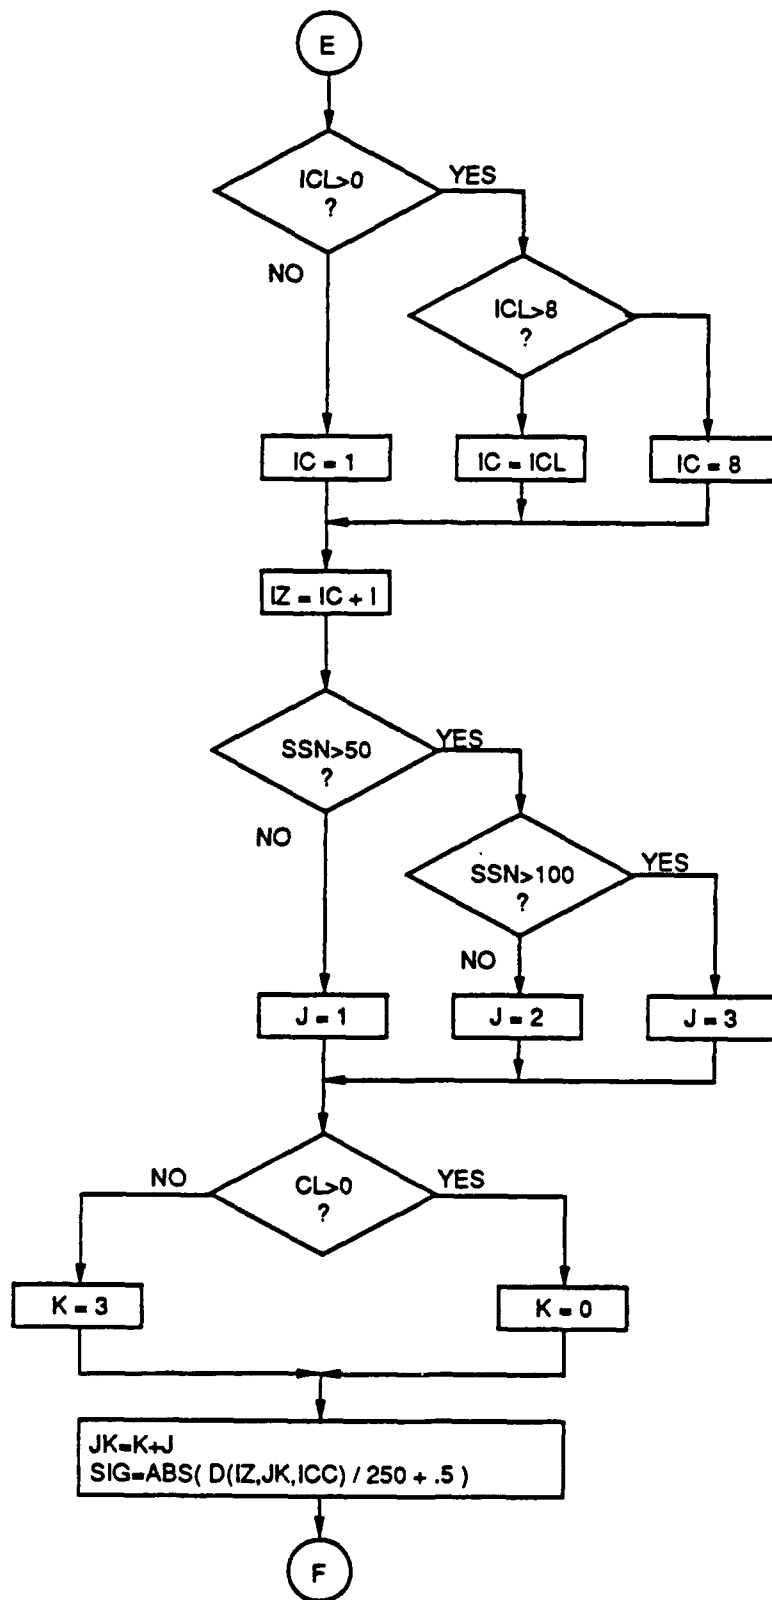 E
ICL>0
?
YES
NO
ICL>8
?
IC = 1
IC = ICL
IC = 8
IZ = IC + I
SSN>50
?
YES
NO
SSN>100
?
YES
NO
J = 1
J = 2
J = 3
NO
CL>0
?
YES
K = 3
K = 0
JK=K+J
SIG=ABS( D(IZ,JK,ICC) / 250 + .5 )
F